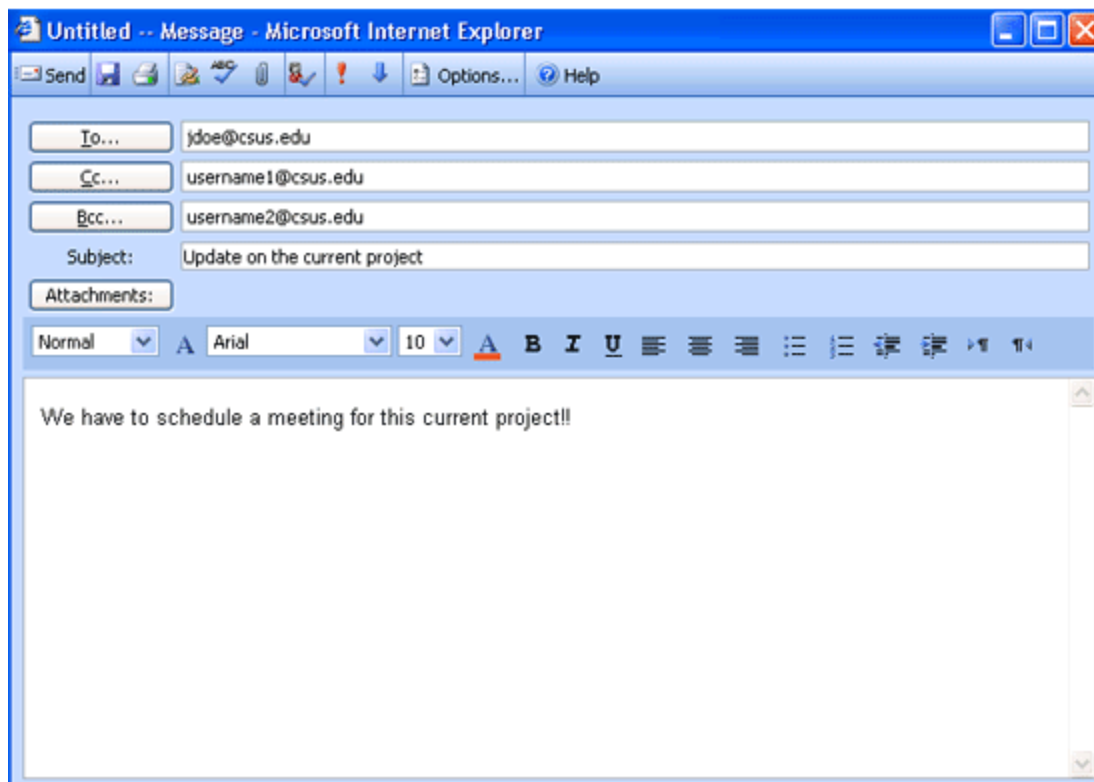 Untitled -- Message - Microsoft Internet Explorer
Send ABC Options... Help
To... jdoe@csus.edu
Cc... username1@csus.edu
Bcc... username2@csus.edu
Subject: Update on the current project
Attachments:
Normal A Arial 10 A B I U
We have to schedule a meeting for this current project!!